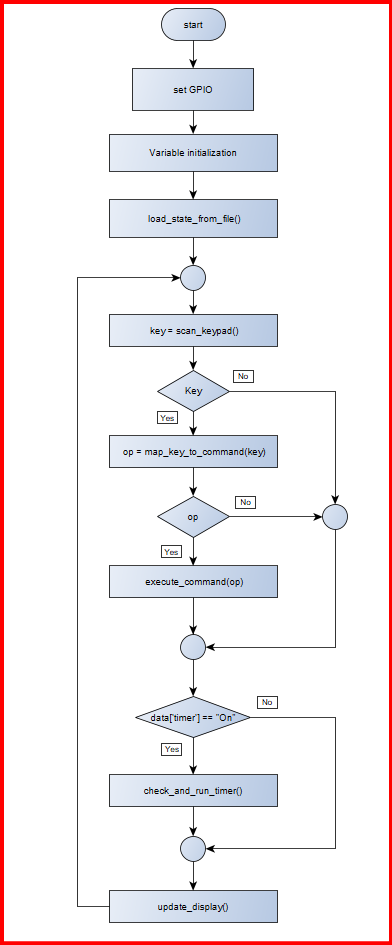 start
set GPIO
Variable initialization
load_state_from_file()
key = scan_keypad()
Key
No
Yes
op = map_key_to_command(key)
op
No
Yes
execute_command(op)
data['timer'] == "On"
No
Yes
check_and_run_timer()
update_display()